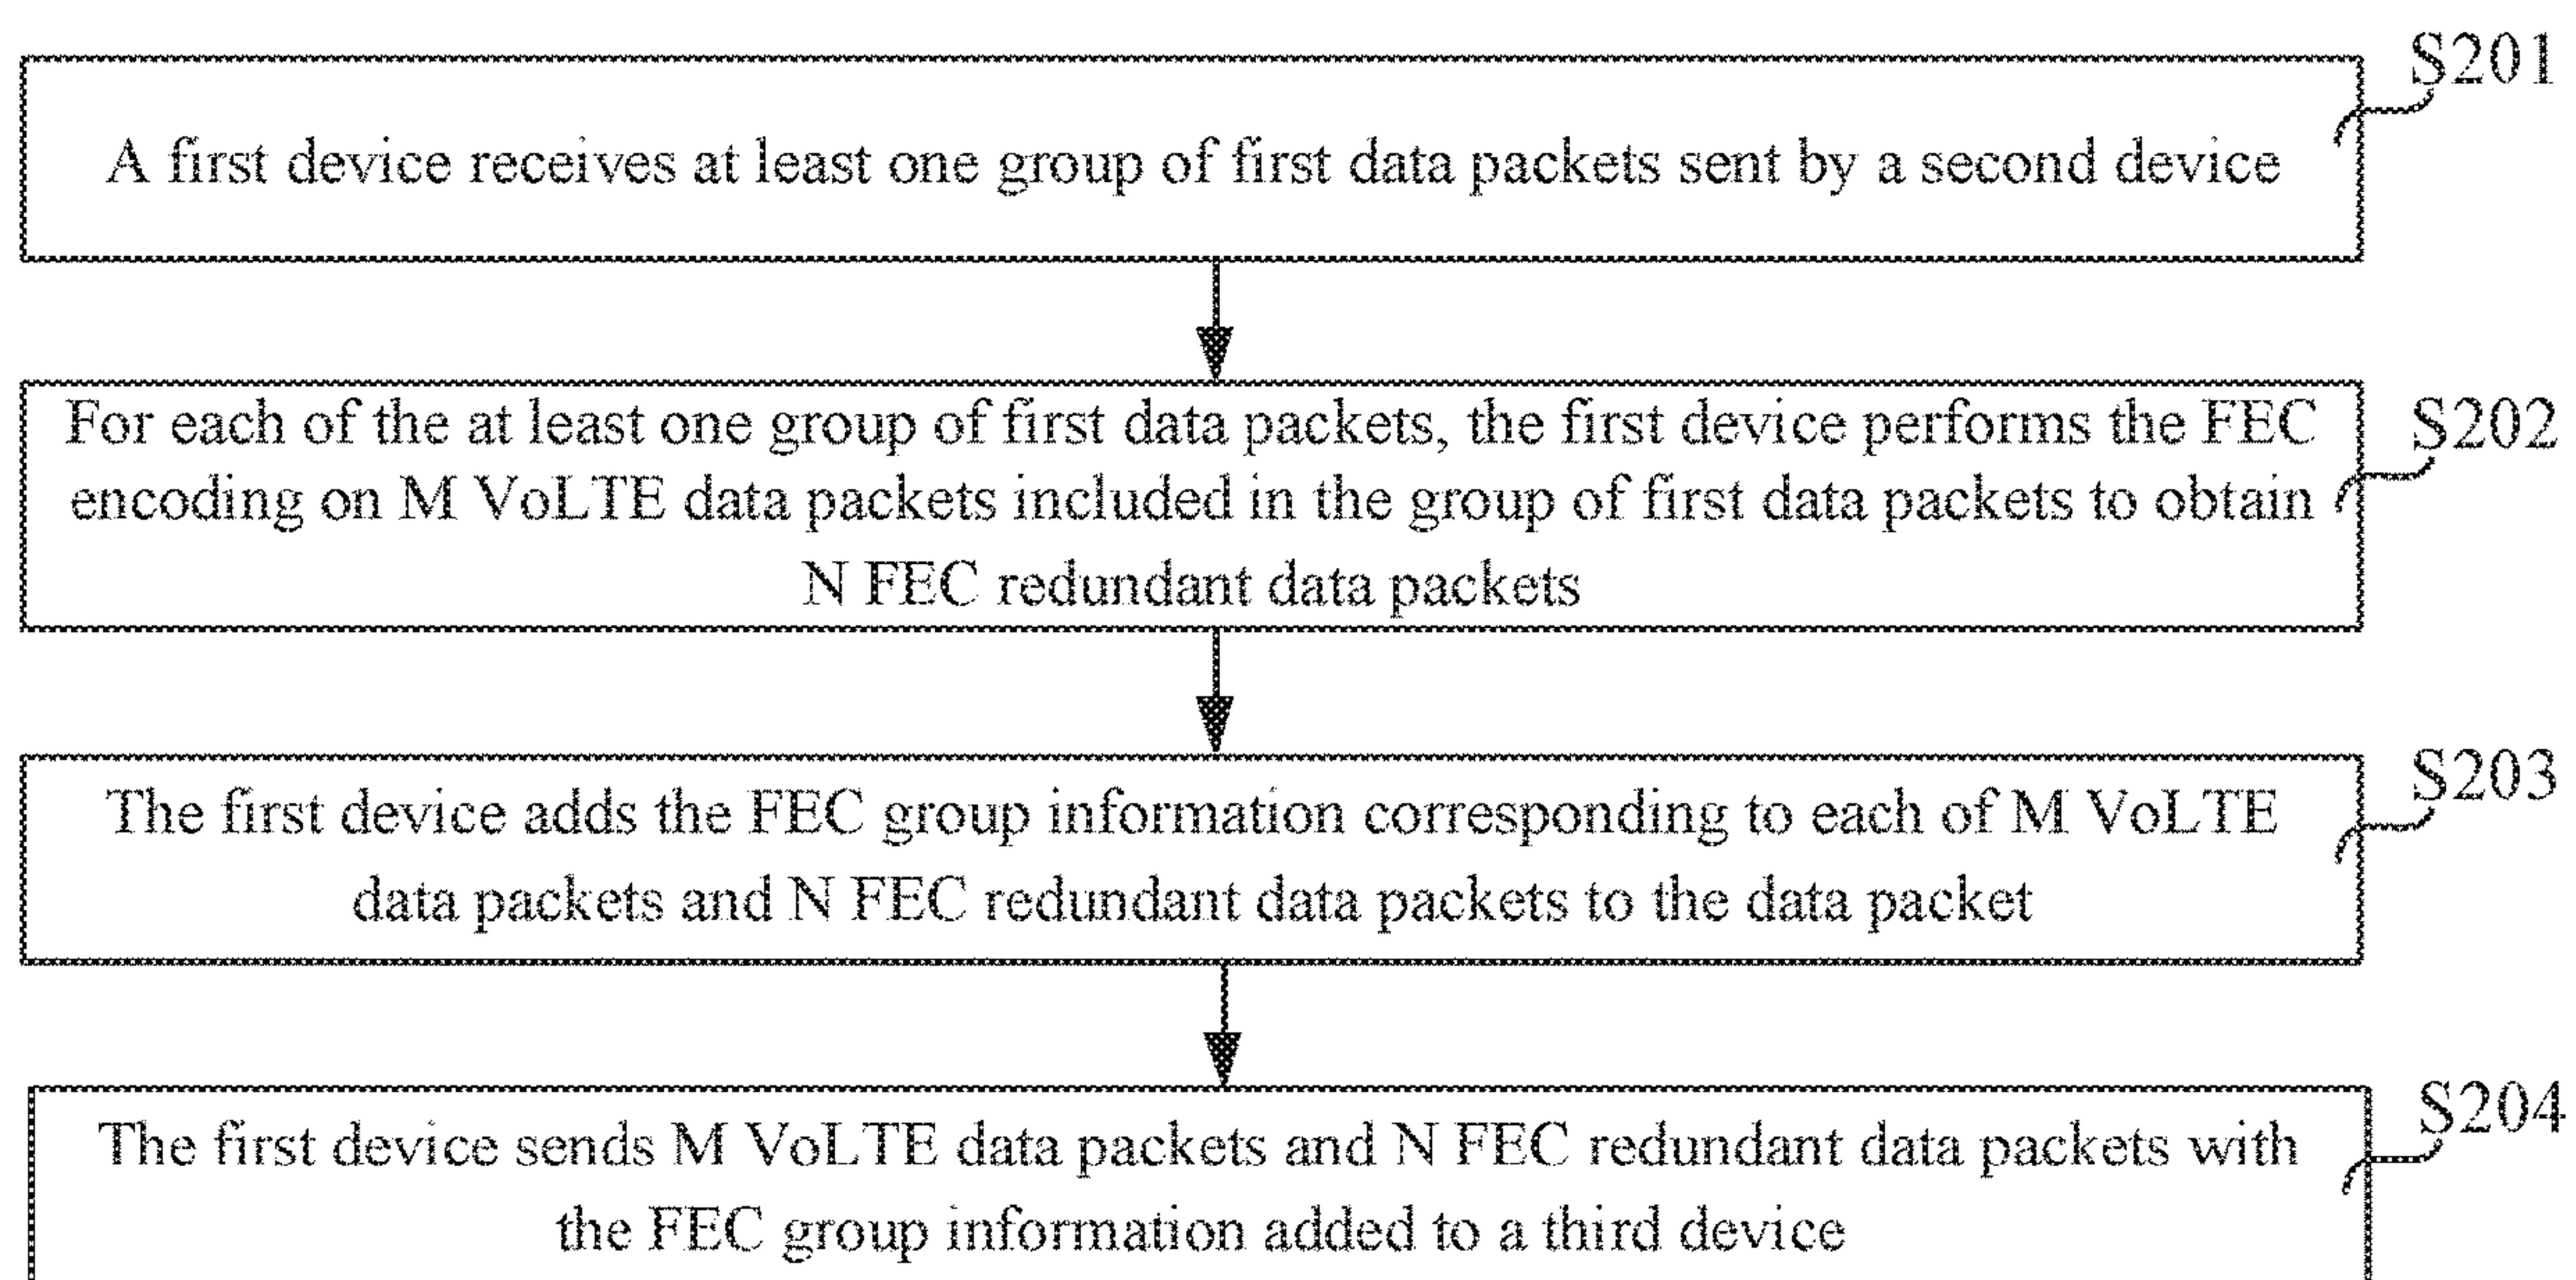 S201
A first device receives at least one group of first data packets sent by a second device
S202
For each of the at least one group of first data packets, the first device performs the FEC
encoding on M VoLTE data packets included in the group of first data packets to obtain
N FEC redundant data packets
S203
The first device adds the FEC group information corresponding to each of M VoLTE
data packets and N FEC redundant data packets to the data packet
S204
The first device sends M VoLTE data packets and N FEC redundant data packets with
the FEC group information added to a third device